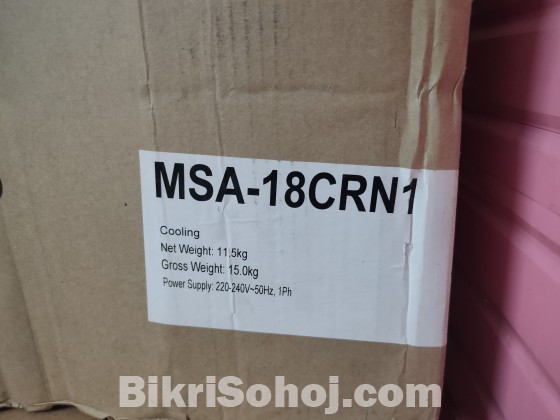 MSA-18CRN1
Cooling
Net Weight: 11.5kg
Gross Weight: 15.0kg
Power Supply: 220-240V~50Hz, 1Ph
BikriSohoj.com